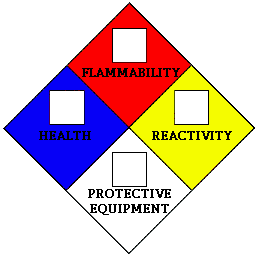 FLAMMABILITY
HEALTH
REACTIVITY
PROTECTIVE
EQUIPMENT